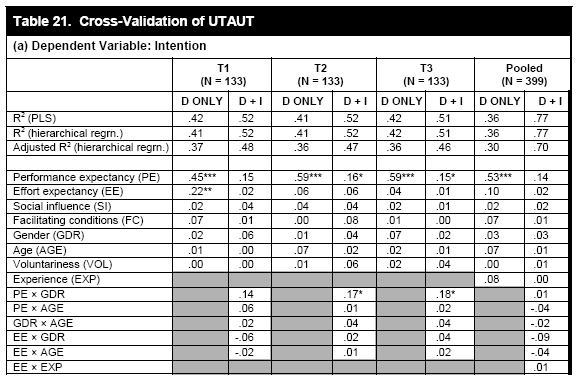 Table 21. Cross-Validation of UTAUT
(a) Dependent Variable: Intention
T1 (N = 133) T2 (N = 133) T3 (N = 133) Pooled (N = 399)
D ONLY D + I D ONLY D + I D ONLY D + I D ONLY D + I
R² (PLS) .42 .52 .41 .52 .42 .51 .36 .77
R² (hierarchical regrn.) .41 .52 .41 .52 .42 .51 .36 .77
Adjusted R² (hierarchical regrn.) .37 .48 .36 .47 .36 .46 .30 .70
Performance expectancy (PE) .45*** .15 .59*** .16* .59*** .15* .53*** .14
Effort expectancy (EE) .22** .02 .06 .06 .04 .01 .10 .02
Social influence (SI) .02 .04 .04 .04 .02 .01 .02 .02
Facilitating conditions (FC) .07 .01 .00 .08 .01 .00 .07 .01
Gender (GDR) .02 .06 .01 .04 .07 .02 .03 .03
Age (AGE) .01 .00 .07 .02 .02 .01 .07 .01
Voluntariness (VOL) .00 .00 .01 .06 .02 .04 .00 .01
Experience (EXP) .08 .00
PE × GDR .14 .17* .18* .01
PE × AGE .06 .01 .02 -.04
GDR × AGE .02 .04 .04 -.02
EE × GDR -.06 .02 .04 -.09
EE × AGE -.02 .01 .02 -.04
EE × EXP .01